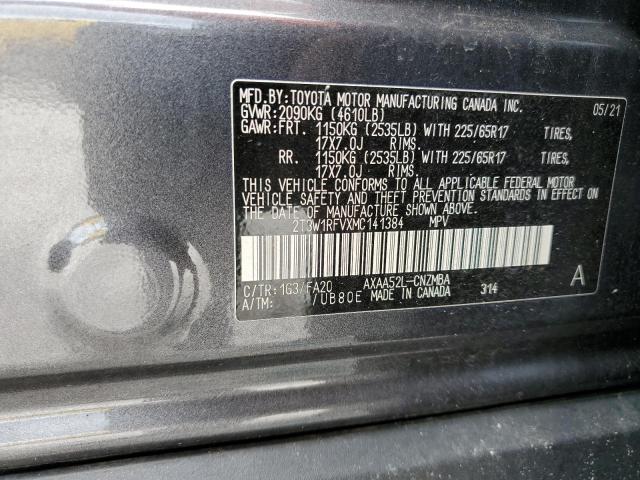 MFD.BY:TOYOTA MOTOR MANUFACTURING CANADA INC. 05/21
GVWR:2090KG (4610LB)
GAWR:FRT. 1150KG (2535LB) WITH 225/65R17 TIRES,
17X7.0J RIMS.
RR. 1150KG (2535LB) WITH 225/65R17 TIRES,
17X7.0J RIMS.
THIS VEHICLE CONFORMS TO ALL APPLICABLE FEDERAL MOTOR
VEHICLE SAFETY AND THEFT PREVENTION STANDARDS IN EFFECT ON
THE DATE OF MANUFACTURE SHOWN ABOVE.
2T3W1RFVXMC141384 MPV
C/TR:1G3/FA20 AXAA52L-CNZMBA A
A/TM: /UB80E MADE IN CANADA 314